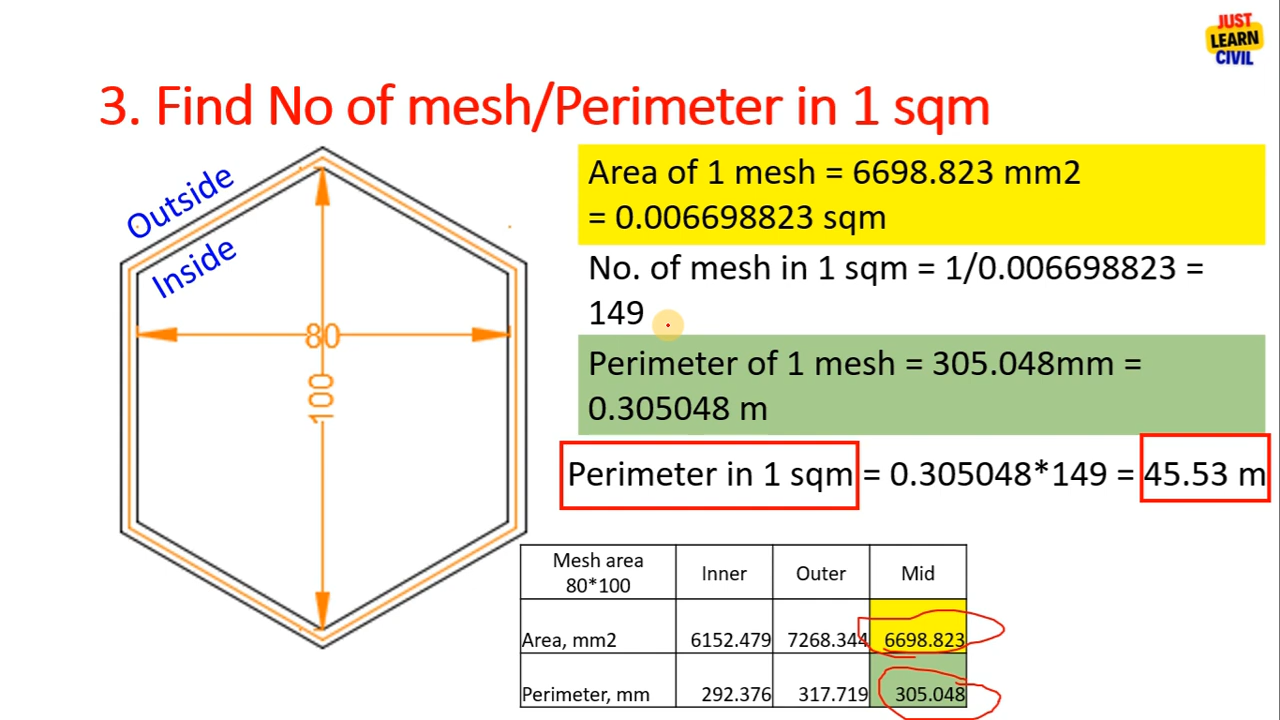 JUST
LEARN
CIVIL
3. Find No of mesh/Perimeter in 1 sqm
Outside
Inside
80
100
Area of 1 mesh = 6698.823 mm2
= 0.006698823 sqm
No. of mesh in 1 sqm = 1/0.006698823 =
149
Perimeter of 1 mesh = 305.048mm =
0.305048 m
Perimeter in 1 sqm = 0.305048*149 = 45.53 m
Mesh area
80*100
Inner
Outer
Mid
Area, mm2 6152.479 7268.344 6698.823
Perimeter, mm 292.376 317.719 305.048